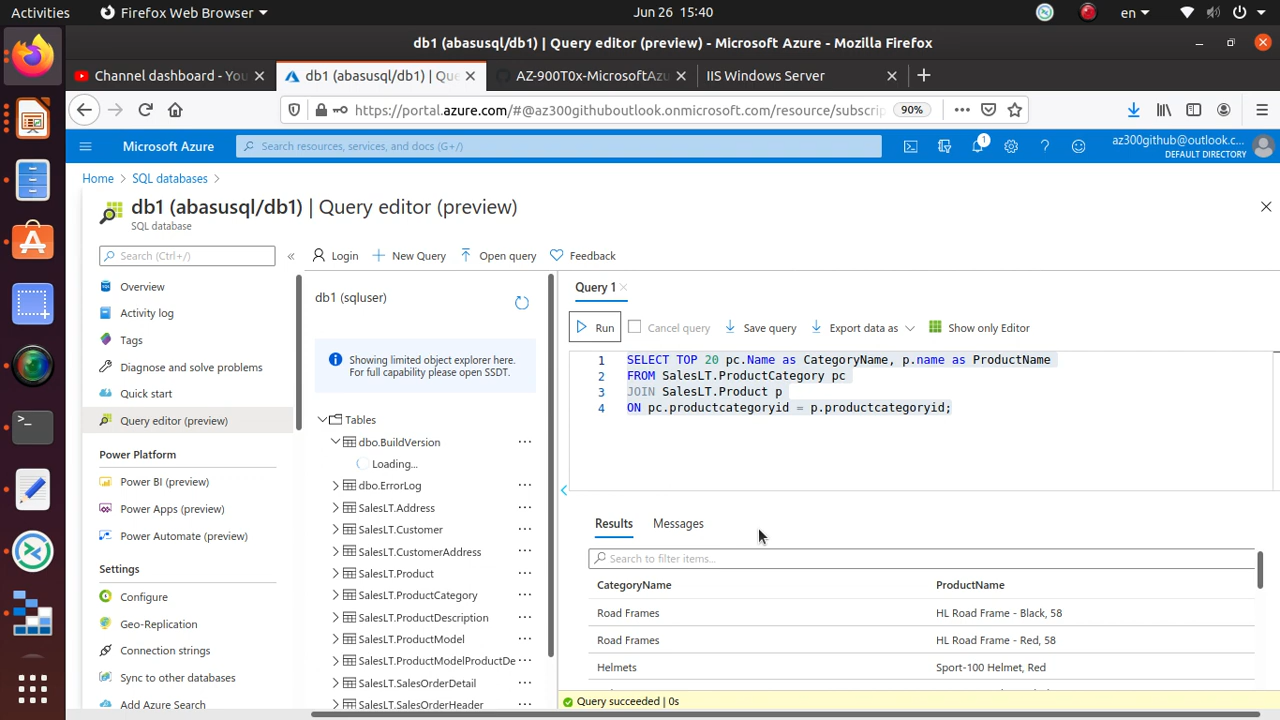 Activities
Firefox Web Browser
Jun 26 15:40
en
db1 (abasusql/db1) | Query editor (preview) - Microsoft Azure - Mozilla Firefox
Channel dashboard - You
db1 (abasusql/db1) | Qu
AZ-900T0x-MicrosoftAzu
IIS Windows Server
https://portal.azure.com/#@az300githuboutlook.onmicrosoft.com/resource/subscrip
90%
Microsoft Azure
Search resources, services, and docs (G+/)
1
az300github@outlook.c...
DEFAULT DIRECTORY
Home
SQL databases
db1 (abasusql/db1) | Query editor (preview)
SQL database
Search (Ctrl+/)
Login
New Query
Open query
Feedback
Overview
Activity log
Tags
Diagnose and solve problems
Quick start
Query editor (preview)
Power Platform
Power BI (preview)
Power Apps (preview)
Power Automate (preview)
Settings
Configure
Geo-Replication
Connection strings
Sync to other databases
Add Azure Search
db1 (sqluser)
Showing limited object explorer here.
For full capability please open SSDT.
Tables
dbo.BuildVersion
Loading...
dbo.ErrorLog
SalesLT.Address
SalesLT.Customer
SalesLT.CustomerAddress
SalesLT.Product
SalesLT.ProductCategory
SalesLT.ProductDescription
SalesLT.ProductModel
SalesLT.ProductModelProductDe
SalesLT.SalesOrderDetail
SalesLT.SalesOrderHeader
Query 1
Run
Cancel query
Save query
Export data as
Show only Editor
1 SELECT TOP 20 pc.Name as CategoryName, p.name as ProductName
2 FROM SalesLT.ProductCategory pc
3 JOIN SalesLT.Product p
4 ON pc.productcategoryid = p.productcategoryid;
Results
Messages
Search to filter items...
CategoryName ProductName
Road Frames HL Road Frame - Black, 58
Road Frames HL Road Frame - Red, 58
Helmets Sport-100 Helmet, Red
Query succeeded | 0s